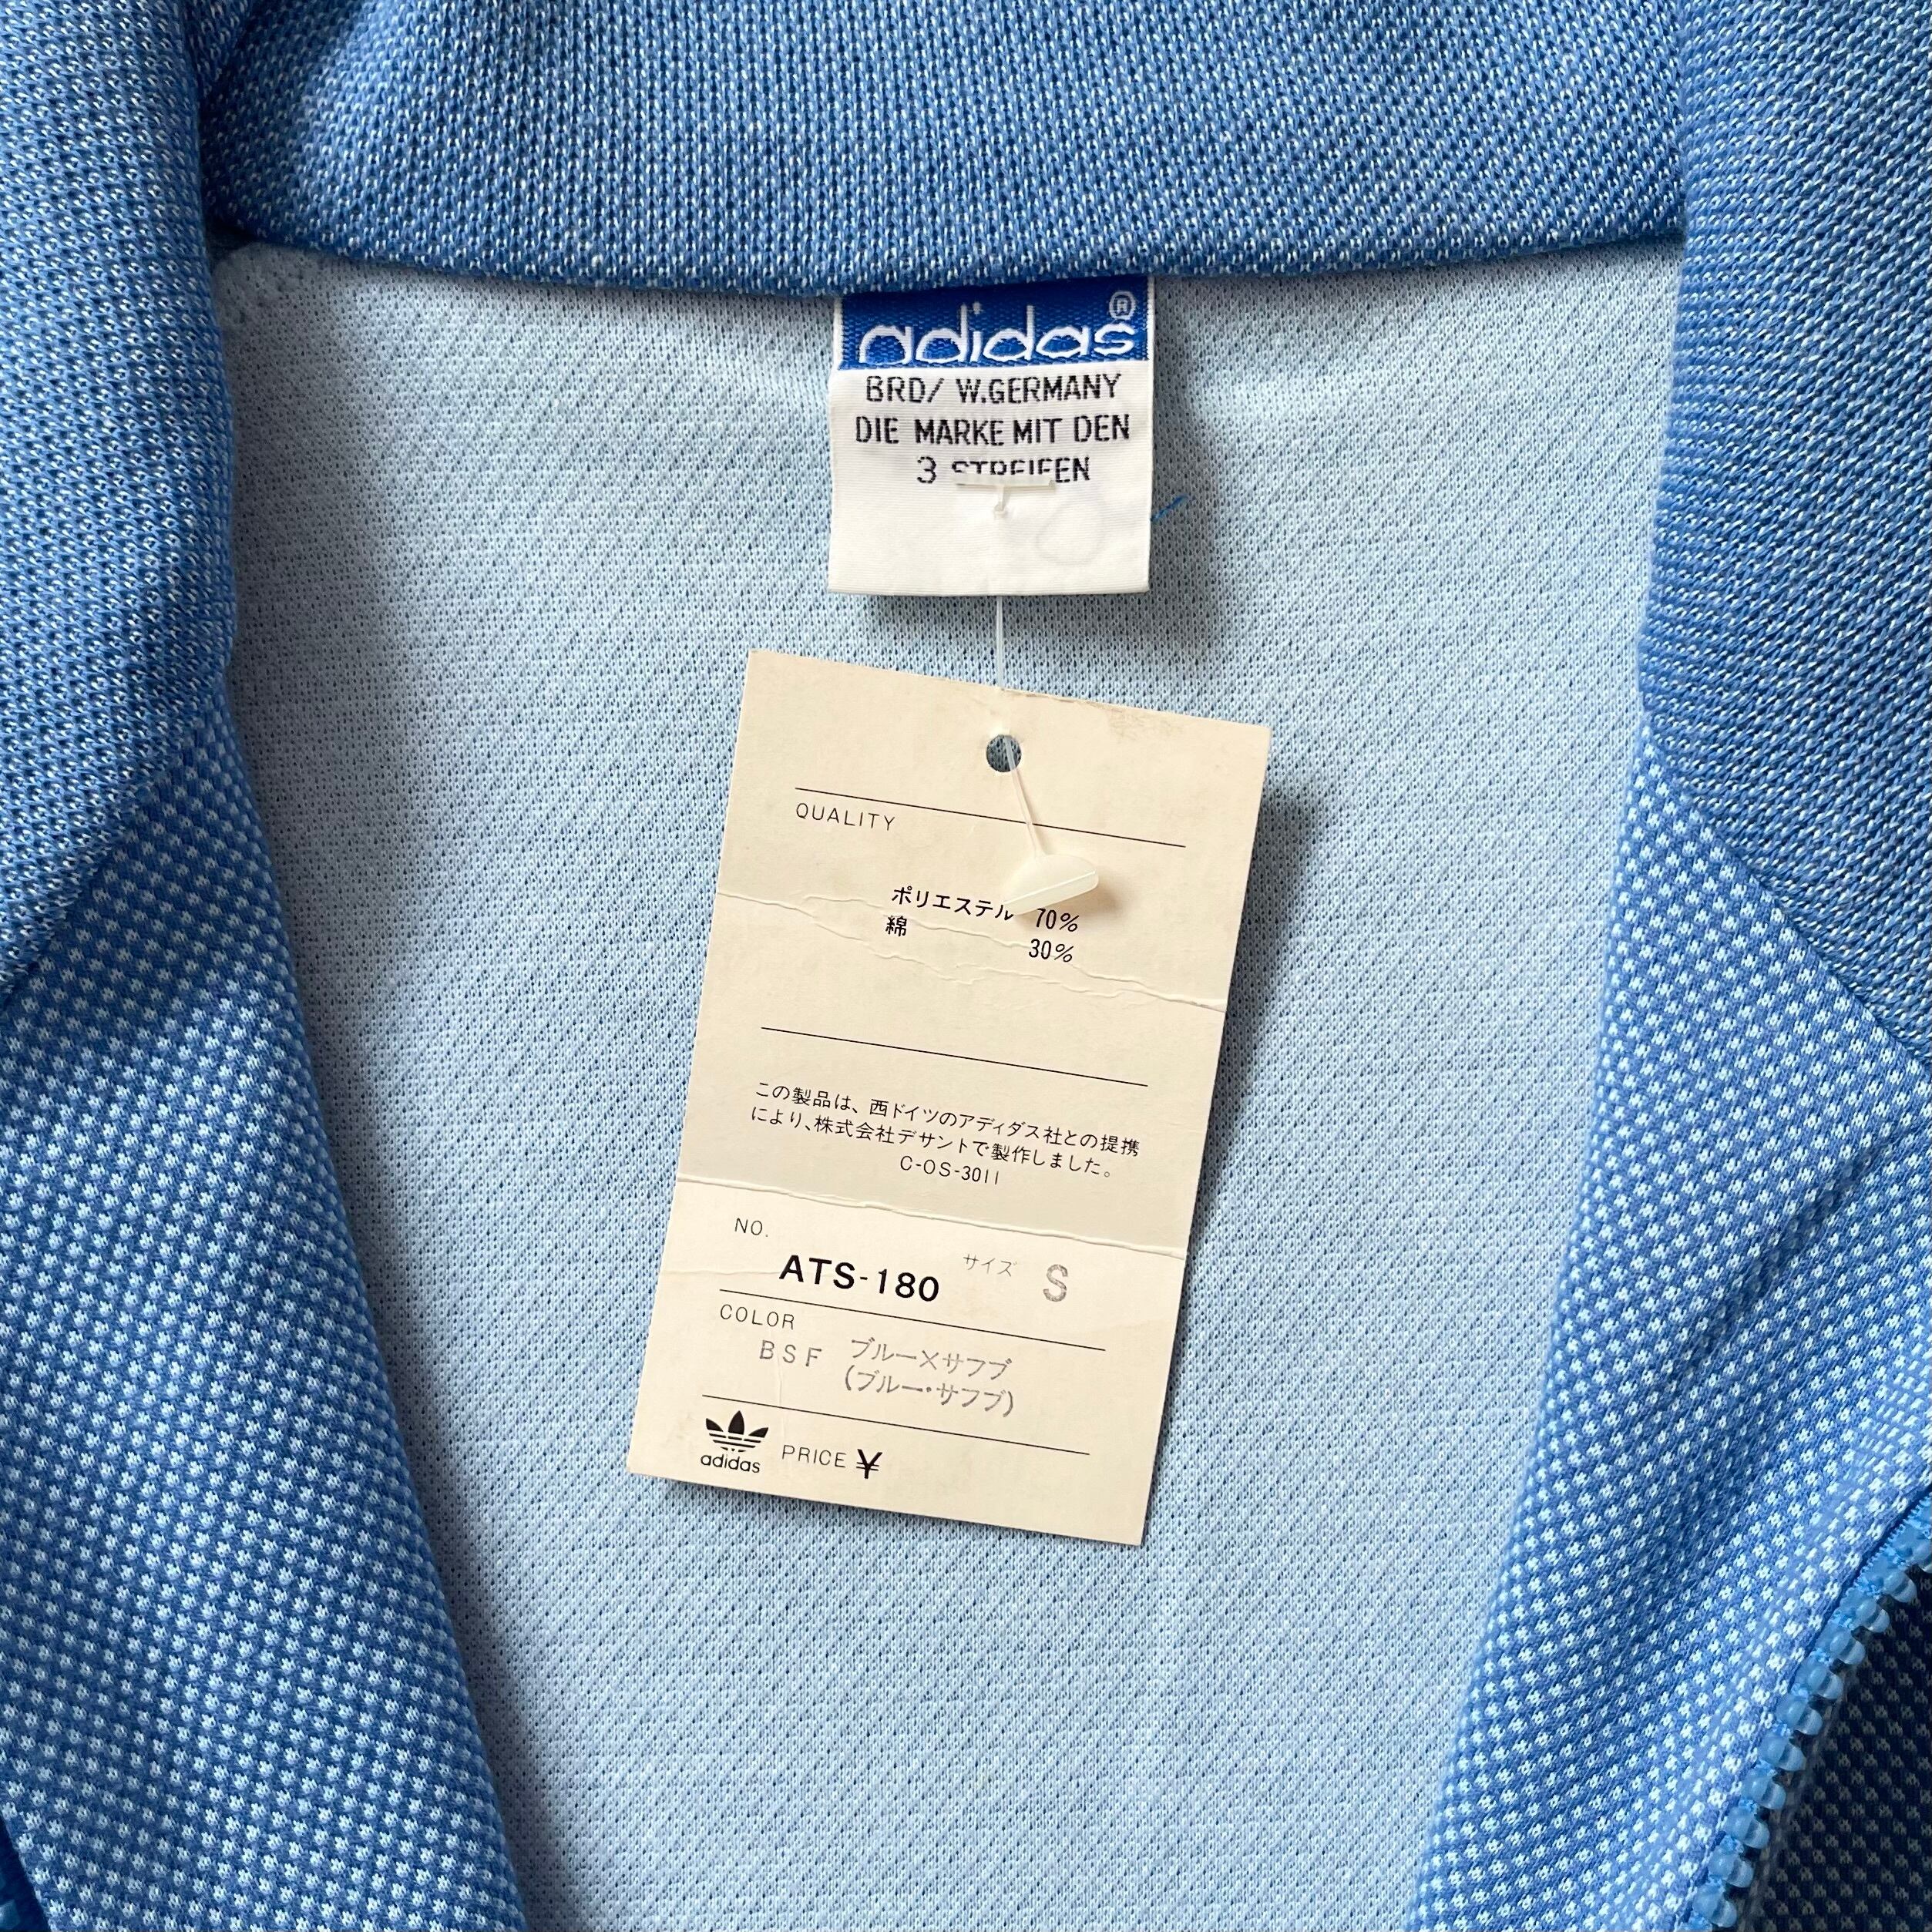 adidas®
BRD/ W.GERMANY
DIE MARKE MIT DEN
3 STREIFEN
QUALITY
ポリエステル 70%
綿 30%
この製品は、西ドイツのアディダス社との提携
により、株式会社デサントで製作しました。
C-OS-3011
NO.
ATS-180 サイズ S
COLOR
BSF ブルー×サフブ
(ブルー・サフブ)
adidas PRICE ¥